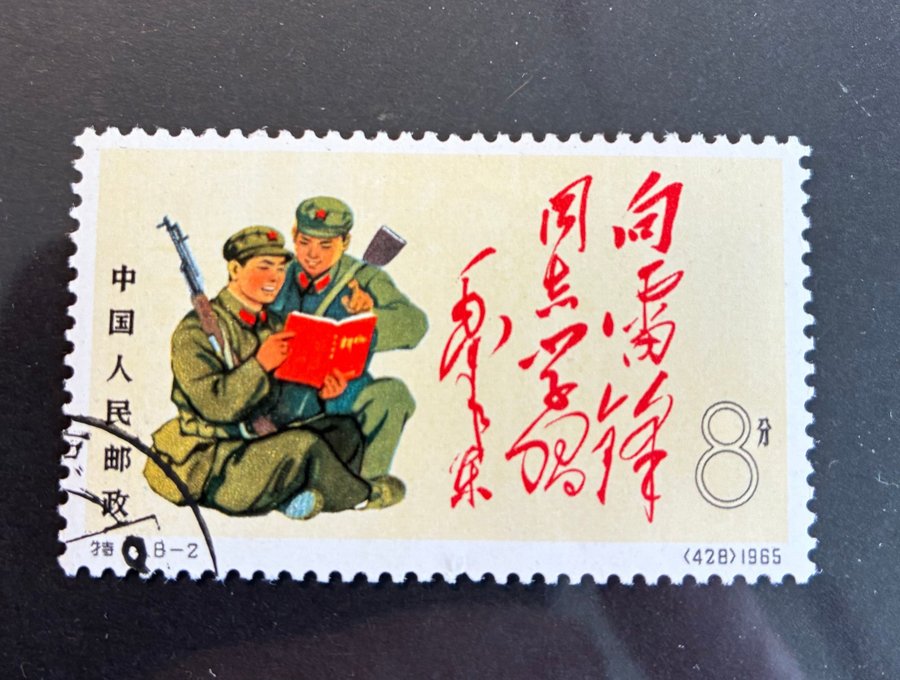 中国人民邮政
向雷锋
同志学习
毛泽东
8分
特 8-2
(428)1965